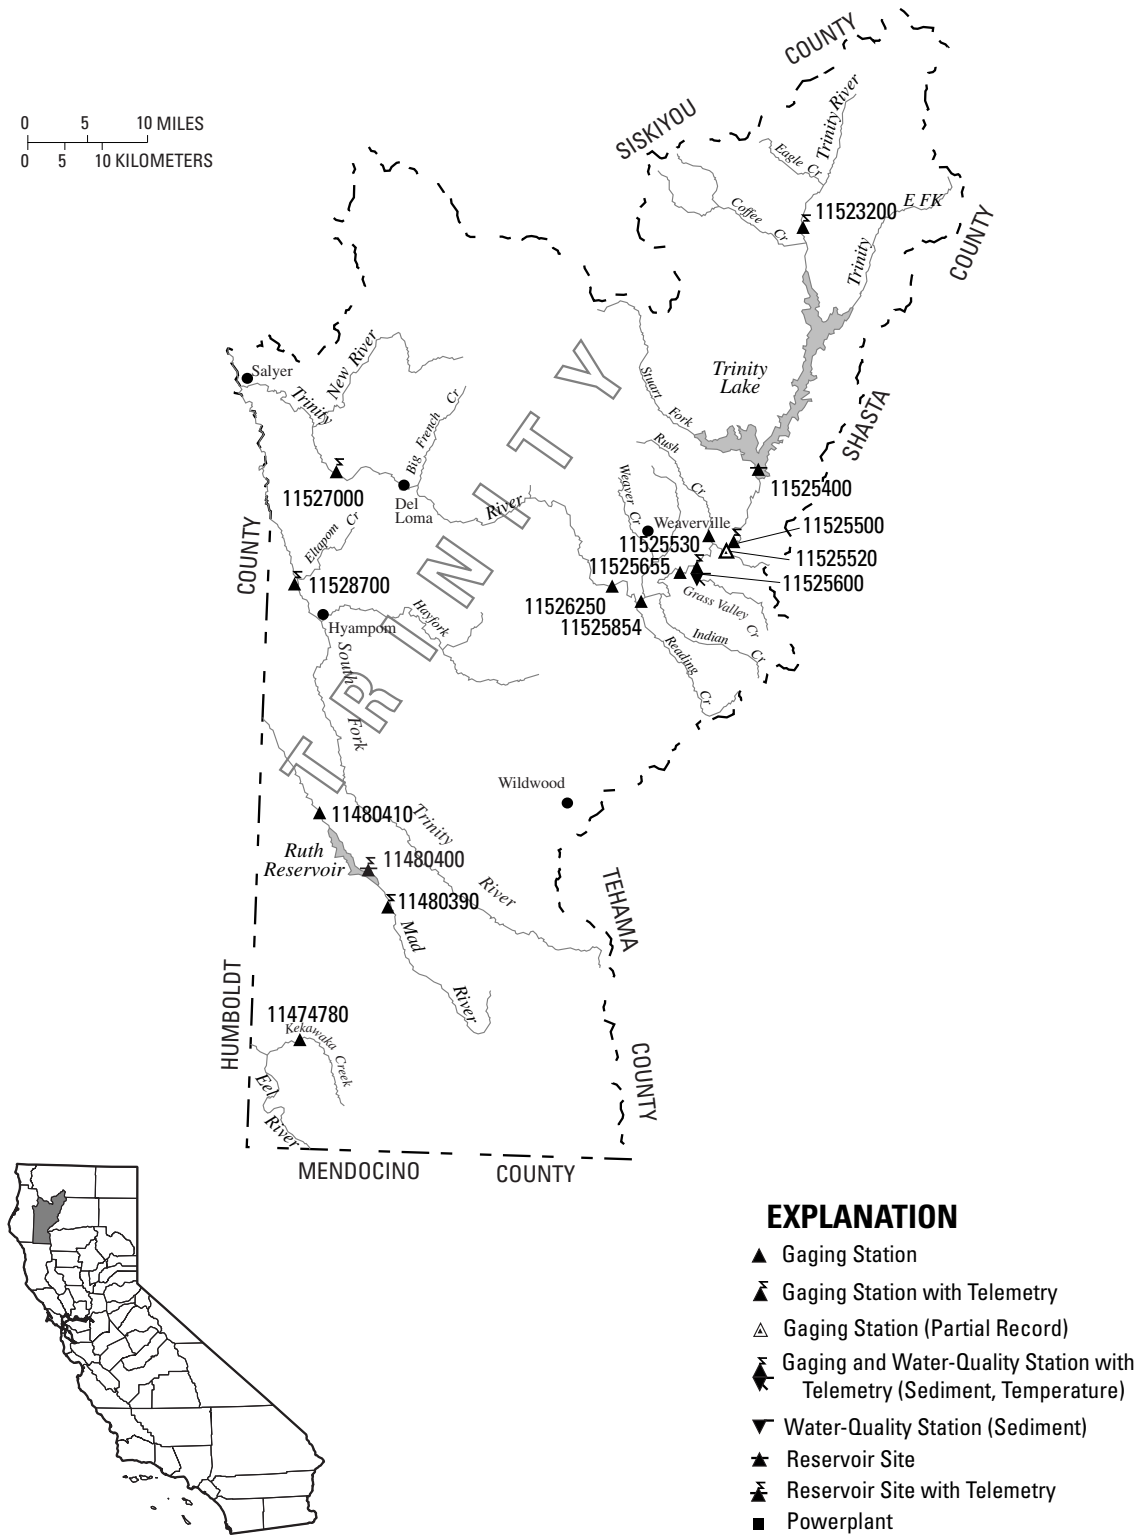 COUNTY
SISKIYOU
0 5 10 MILES
0 5 10 KILOMETERS
Trinity River
Eagle Cr
Coffee Cr
11523200
E FK
Trinity
COUNTY
Salyer
New River
Trinity
Big French Cr
Stuart Fork
Trinity
Lake
SHASTA
Rush Cr
Weaver Cr
11525400
11527000
Del
Loma
River
Weaverville
11525500
11525530
11525520
11525655
11525600
COUNTY
Eltapom Cr
11528700
11526250
11525854
Grass Valley Cr
Hyampom
Hayfork
Indian Cr
Reading Cr
TRINITY
South Fork
Wildwood
11480410
Trinity
Ruth
Reservoir
11480400
River
11480390
TEHAMA
Mad
River
HUMBOLDT
11474780
Kekawaka Creek
Eel
River
COUNTY
MENDOCINO COUNTY
EXPLANATION
Gaging Station
Gaging Station with Telemetry
Gaging Station (Partial Record)
Gaging and Water-Quality Station with
Telemetry (Sediment, Temperature)
Water-Quality Station (Sediment)
Reservoir Site
Reservoir Site with Telemetry
Powerplant